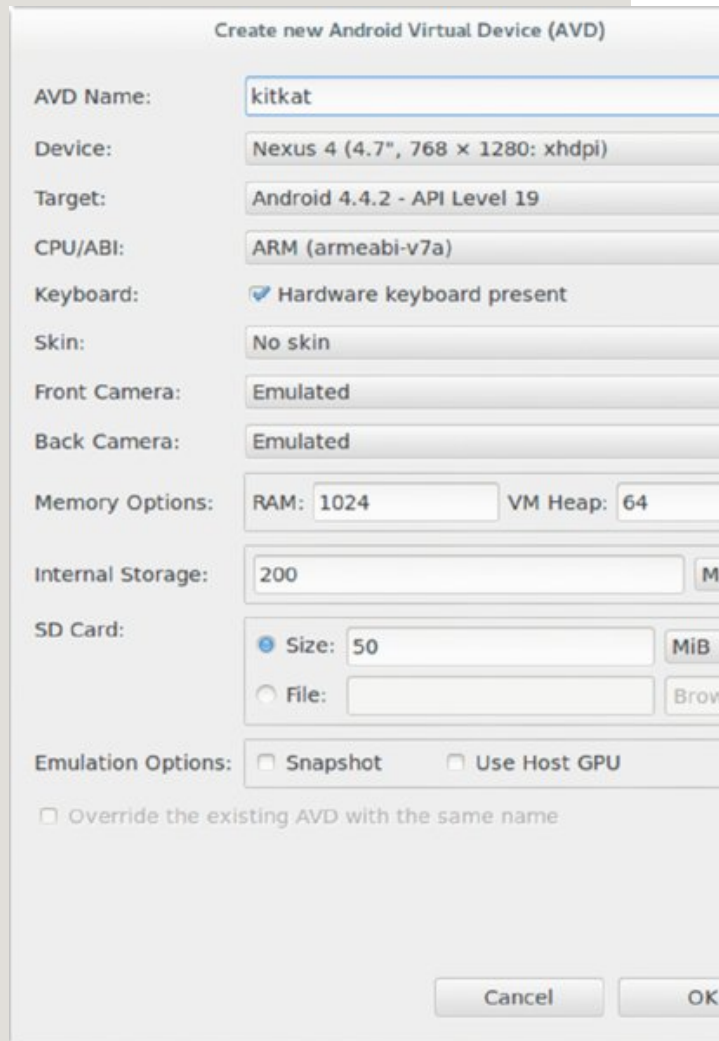 Create new Android Virtual Device (AVD)
AVD Name: kitkat
Device: Nexus 4 (4.7", 768 × 1280: xhdpi)
Target: Android 4.4.2 - API Level 19
CPU/ABI: ARM (armeabi-v7a)
Keyboard: Hardware keyboard present
Skin: No skin
Front Camera: Emulated
Back Camera: Emulated
Memory Options: RAM: 1024 VM Heap: 64
Internal Storage: 200 M
SD Card:
Size: 50 MiB
File: Brow
Emulation Options: Snapshot Use Host GPU
Override the existing AVD with the same name
Cancel OK